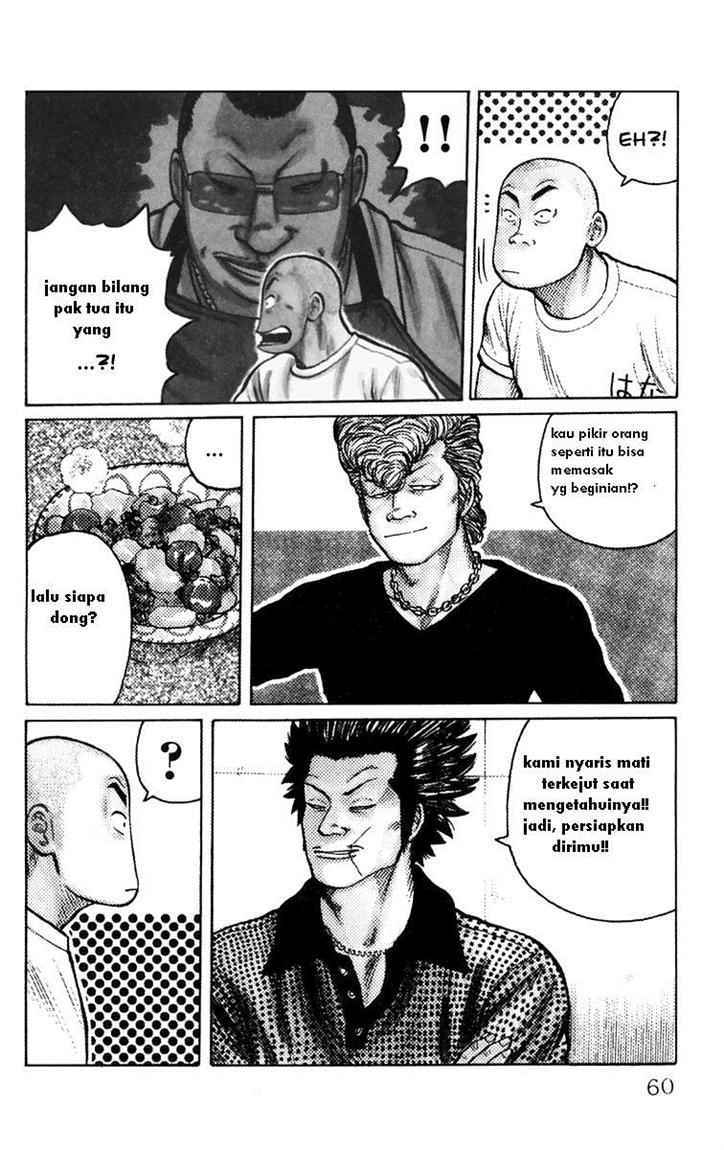 EH?!
はな
!!
jangan bilang
pak tua itu
yang
...?!
kau pikir orang
seperti itu bisa
memasak
yg beginian!?
...
lalu siapa
dong?
kami nyaris mati
terkejut saat
mengetahuinya!!
jadi, persiapkan
dirimu!!
?
60